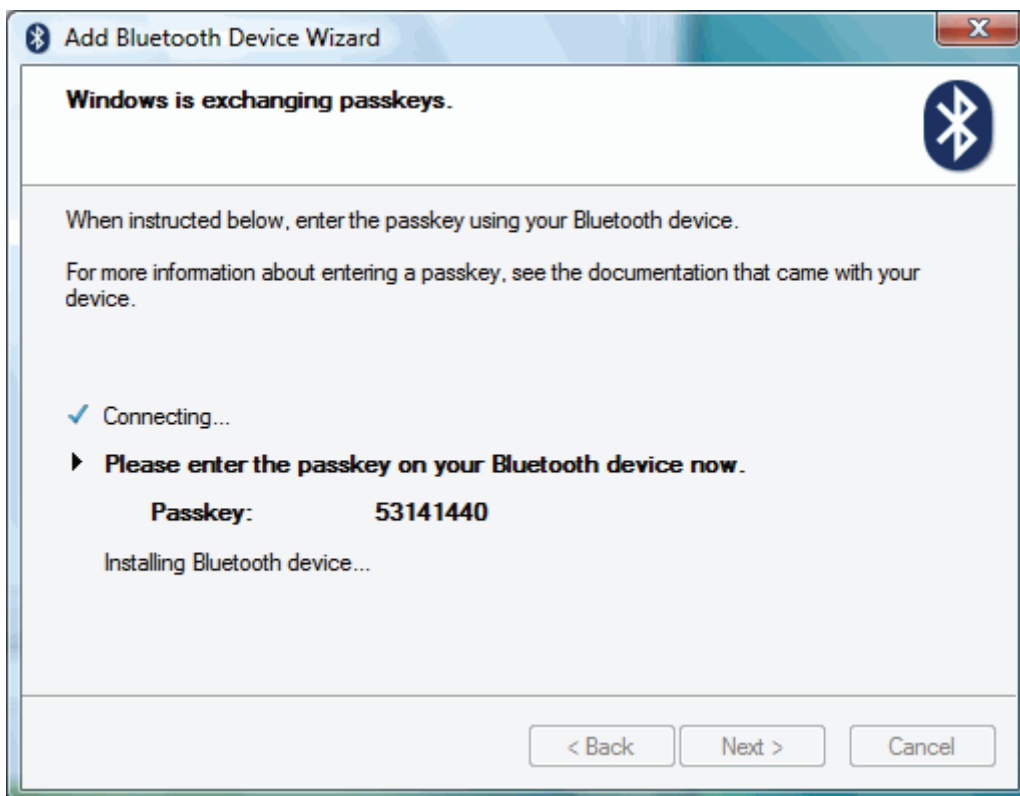 Add Bluetooth Device Wizard
Windows is exchanging passkeys.
When instructed below, enter the passkey using your Bluetooth device.
For more information about entering a passkey, see the documentation that came with your
device.
Connecting...
Please enter the passkey on your Bluetooth device now.
Passkey: 53141440
Installing Bluetooth device...
< Back Next > Cancel